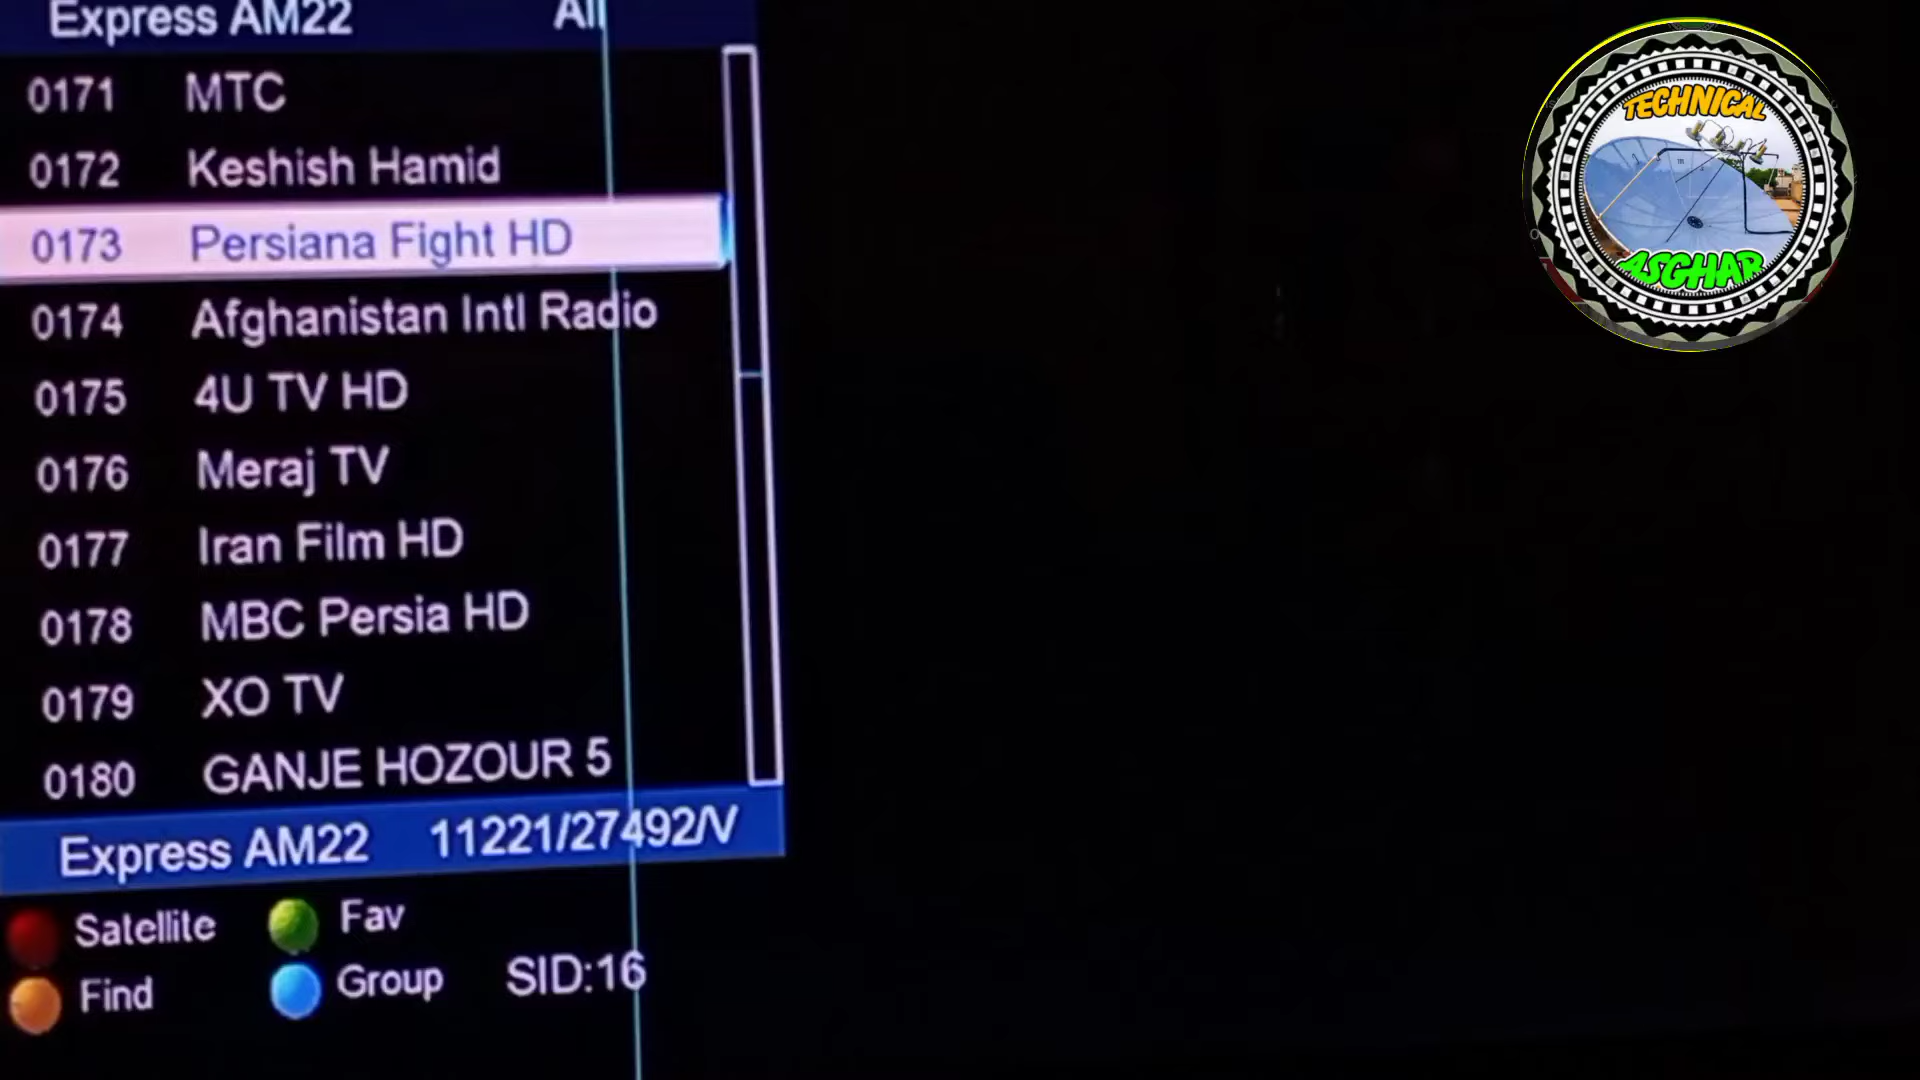 Express AM22 All
0171 MTC
0172 Keshish Hamid
0173 Persiana Fight HD
0174 Afghanistan Intl Radio
0175 4U TV HD
0176 Meraj TV
0177 Iran Film HD
0178 MBC Persia HD
0179 XO TV
0180 GANJE HOZOUR 5
Express AM22 11221/27492/V
Satellite Fav
Find Group SID:16
TECHNICAL
ASGHAR